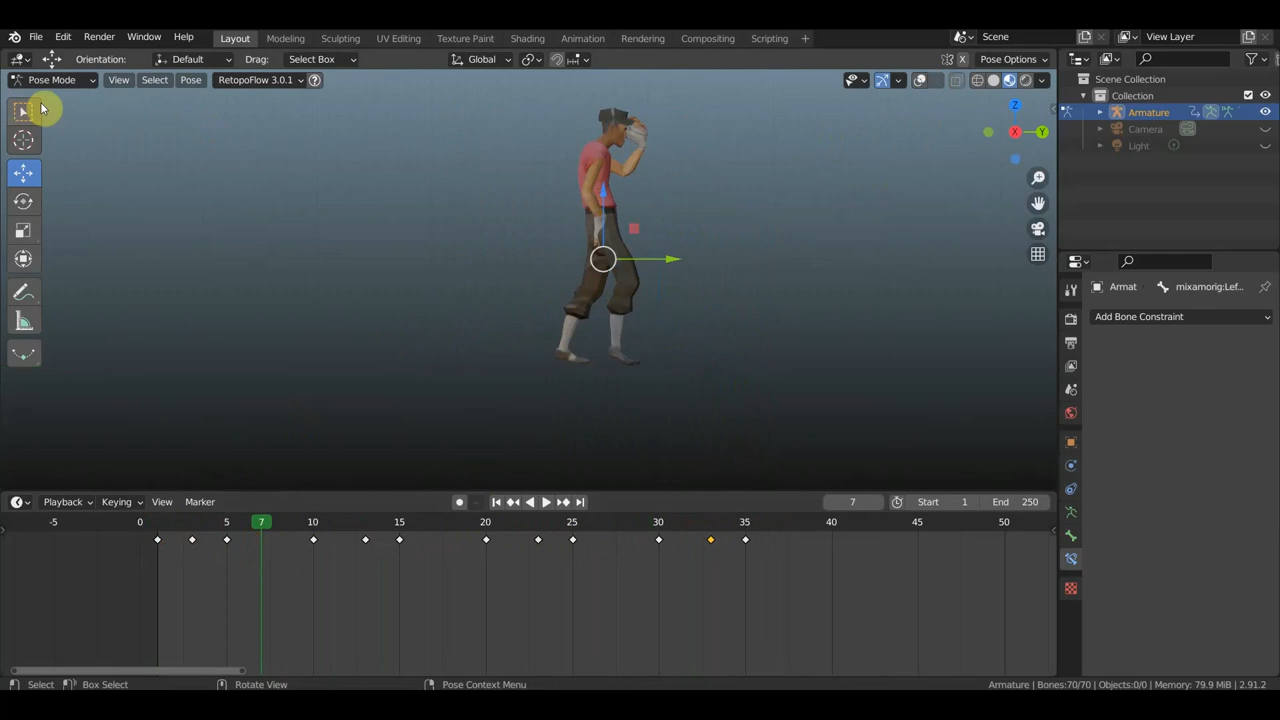 File Edit Render Window Help Layout Modeling Sculpting UV Editing Texture Paint Shading Animation Rendering Compositing Scripting + Scene View Layer
Orientation: Default Drag: Select Box Global X Pose Options
Pose Mode View Select Pose RetopoFlow 3.0.1 ?
Scene Collection
Collection
Armature
Camera
Light
Z
X Y
Armat mixamorig:Lef...
Add Bone Constraint
Playback Keying View Marker 7 Start 1 End 250
-5 0 5 7 10 15 20 25 30 35 40 45 50
Select Box Select Rotate View Pose Context Menu Armature | Bones:70/70 | Objects:0/0 | Memory: 79.9 MiB | 2.91.2